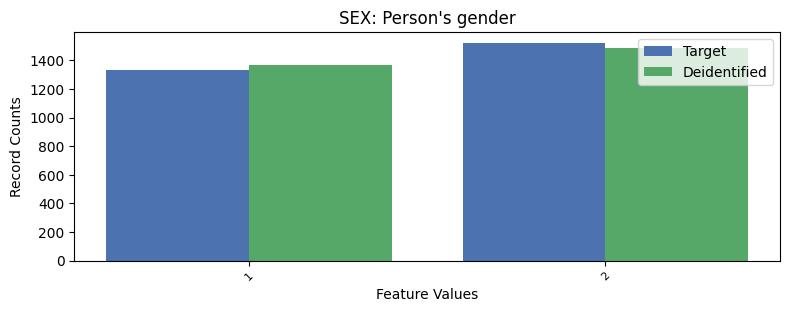 SEX: Person's gender
Target
Deidentified
Record Counts
1400
1200
1000
800
600
400
200
0
1
2
Feature Values